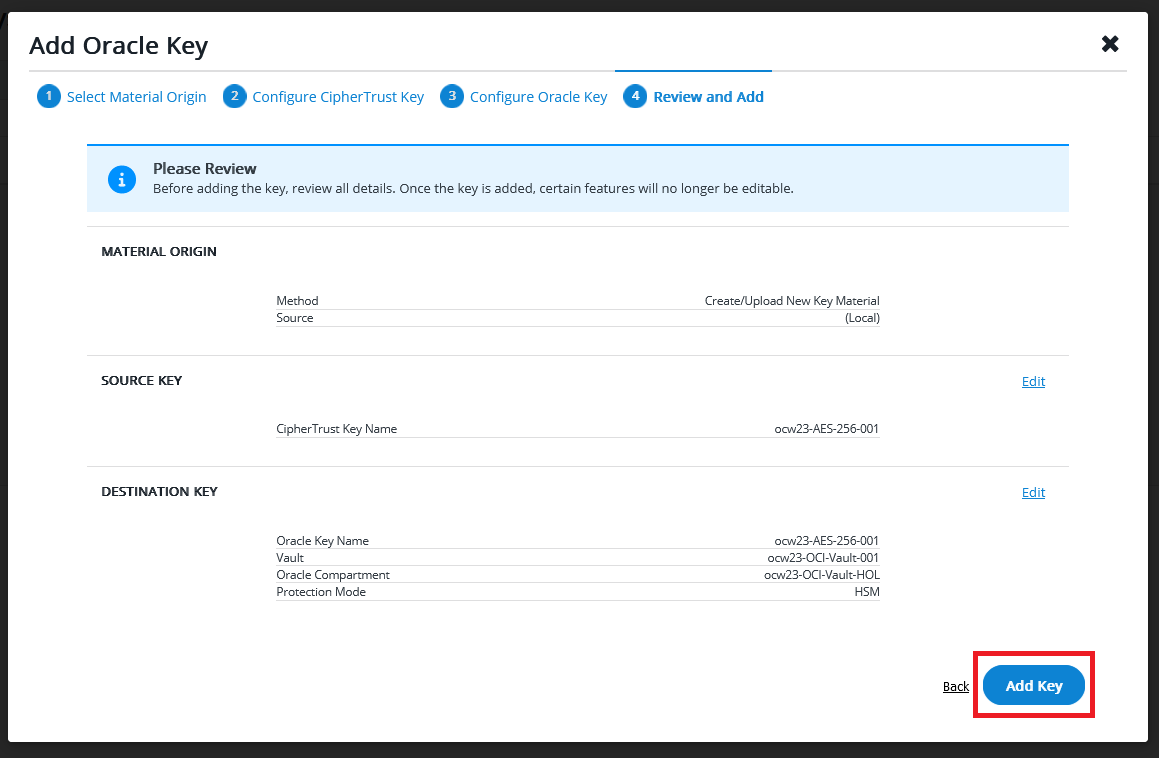 Add Oracle Key
1 Select Material Origin 2 Configure CipherTrust Key 3 Configure Oracle Key 4 Review and Add
Please Review
Before adding the key, review all details. Once the key is added, certain features will no longer be editable.
MATERIAL ORIGIN
Method Create/Upload New Key Material
Source (Local)
SOURCE KEY Edit
CipherTrust Key Name ocw23-AES-256-001
DESTINATION KEY Edit
Oracle Key Name ocw23-AES-256-001
Vault ocw23-OCI-Vault-001
Oracle Compartment ocw23-OCI-Vault-HOL
Protection Mode HSM
Back Add Key